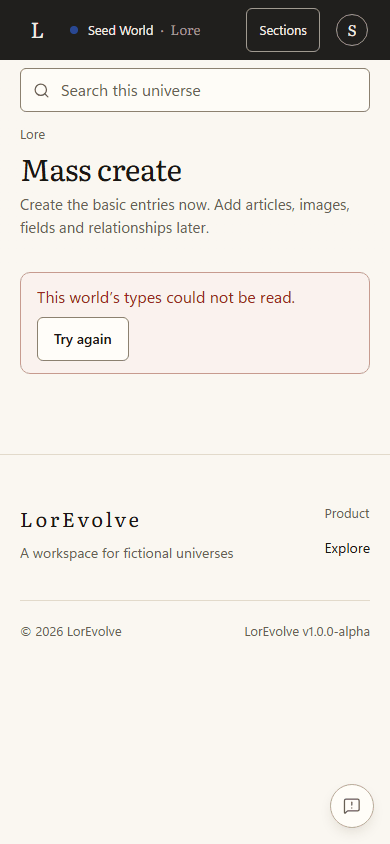 L
Seed World · Lore
Sections
S
Search this universe
Lore
Mass create
Create the basic entries now. Add articles, images,
fields and relationships later.
This world's types could not be read.
Try again
LorEvolve
A workspace for fictional universes
Product
Explore
© 2026 LorEvolve
LorEvolve v1.0.0-alpha